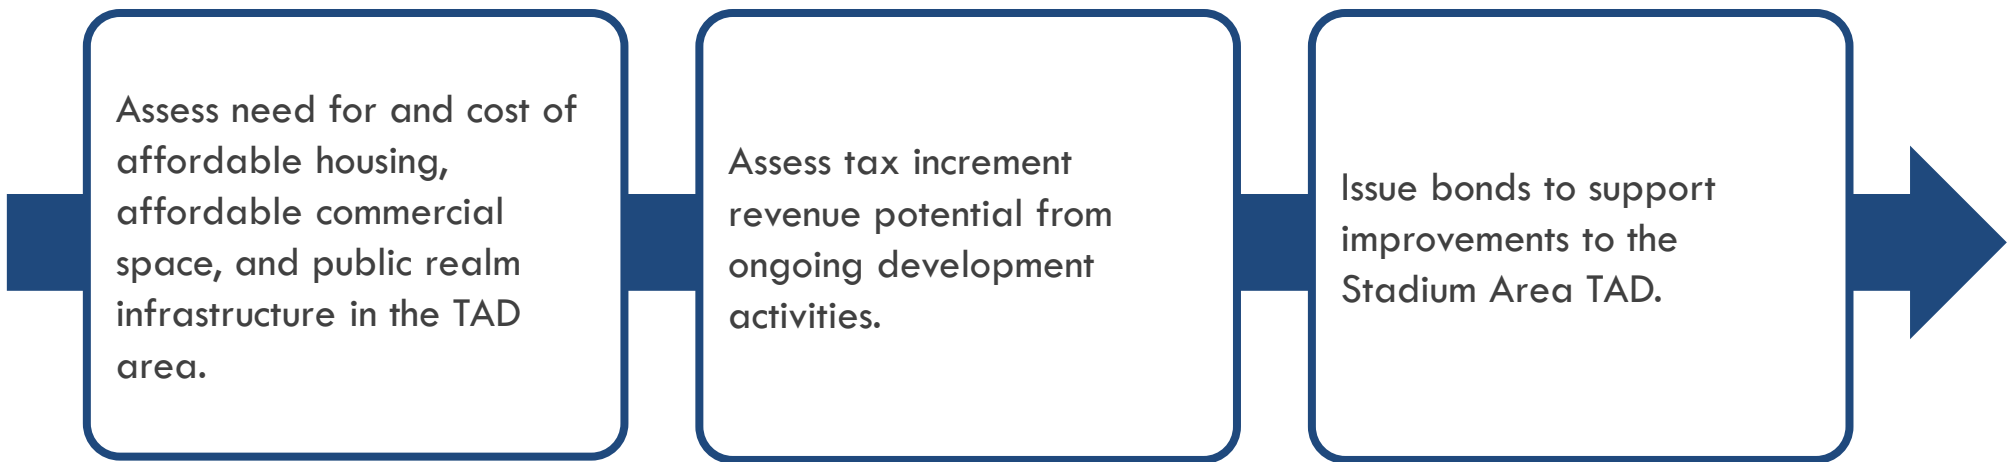 Assess need for and cost of
affordable housing,
affordable commercial
space, and public realm
infrastructure in the TAD
area.
Assess tax increment
revenue potential from
ongoing development
activities.
Issue bonds to support
improvements to the
Stadium Area TAD.